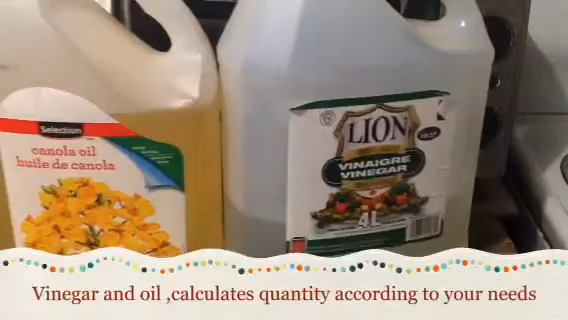 Selection
canola oil
huile de canola
LION
VINAIGRE
VINEGAR
4L
Vinegar and oil ,calculates quantity according to your needs